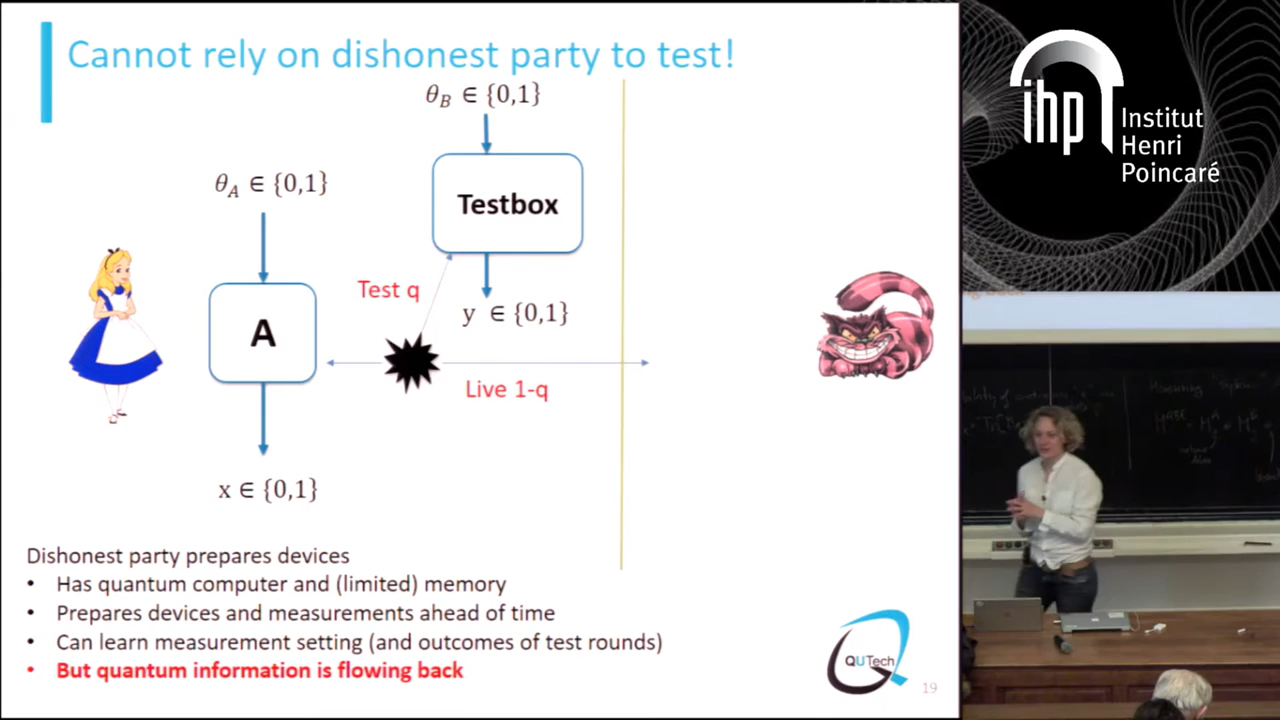 Cannot rely on dishonest party to test!
θ_B ∈ {0,1}
θ_A ∈ {0,1}
Testbox
Test q
y ∈ {0,1}
A
Live 1-q
x ∈ {0,1}
Dishonest party prepares devices
• Has quantum computer and (limited) memory
• Prepares devices and measurements ahead of time
• Can learn measurement setting (and outcomes of test rounds)
• But quantum information is flowing back
QUTech
19
ihp
Institut
Henri
Poincaré